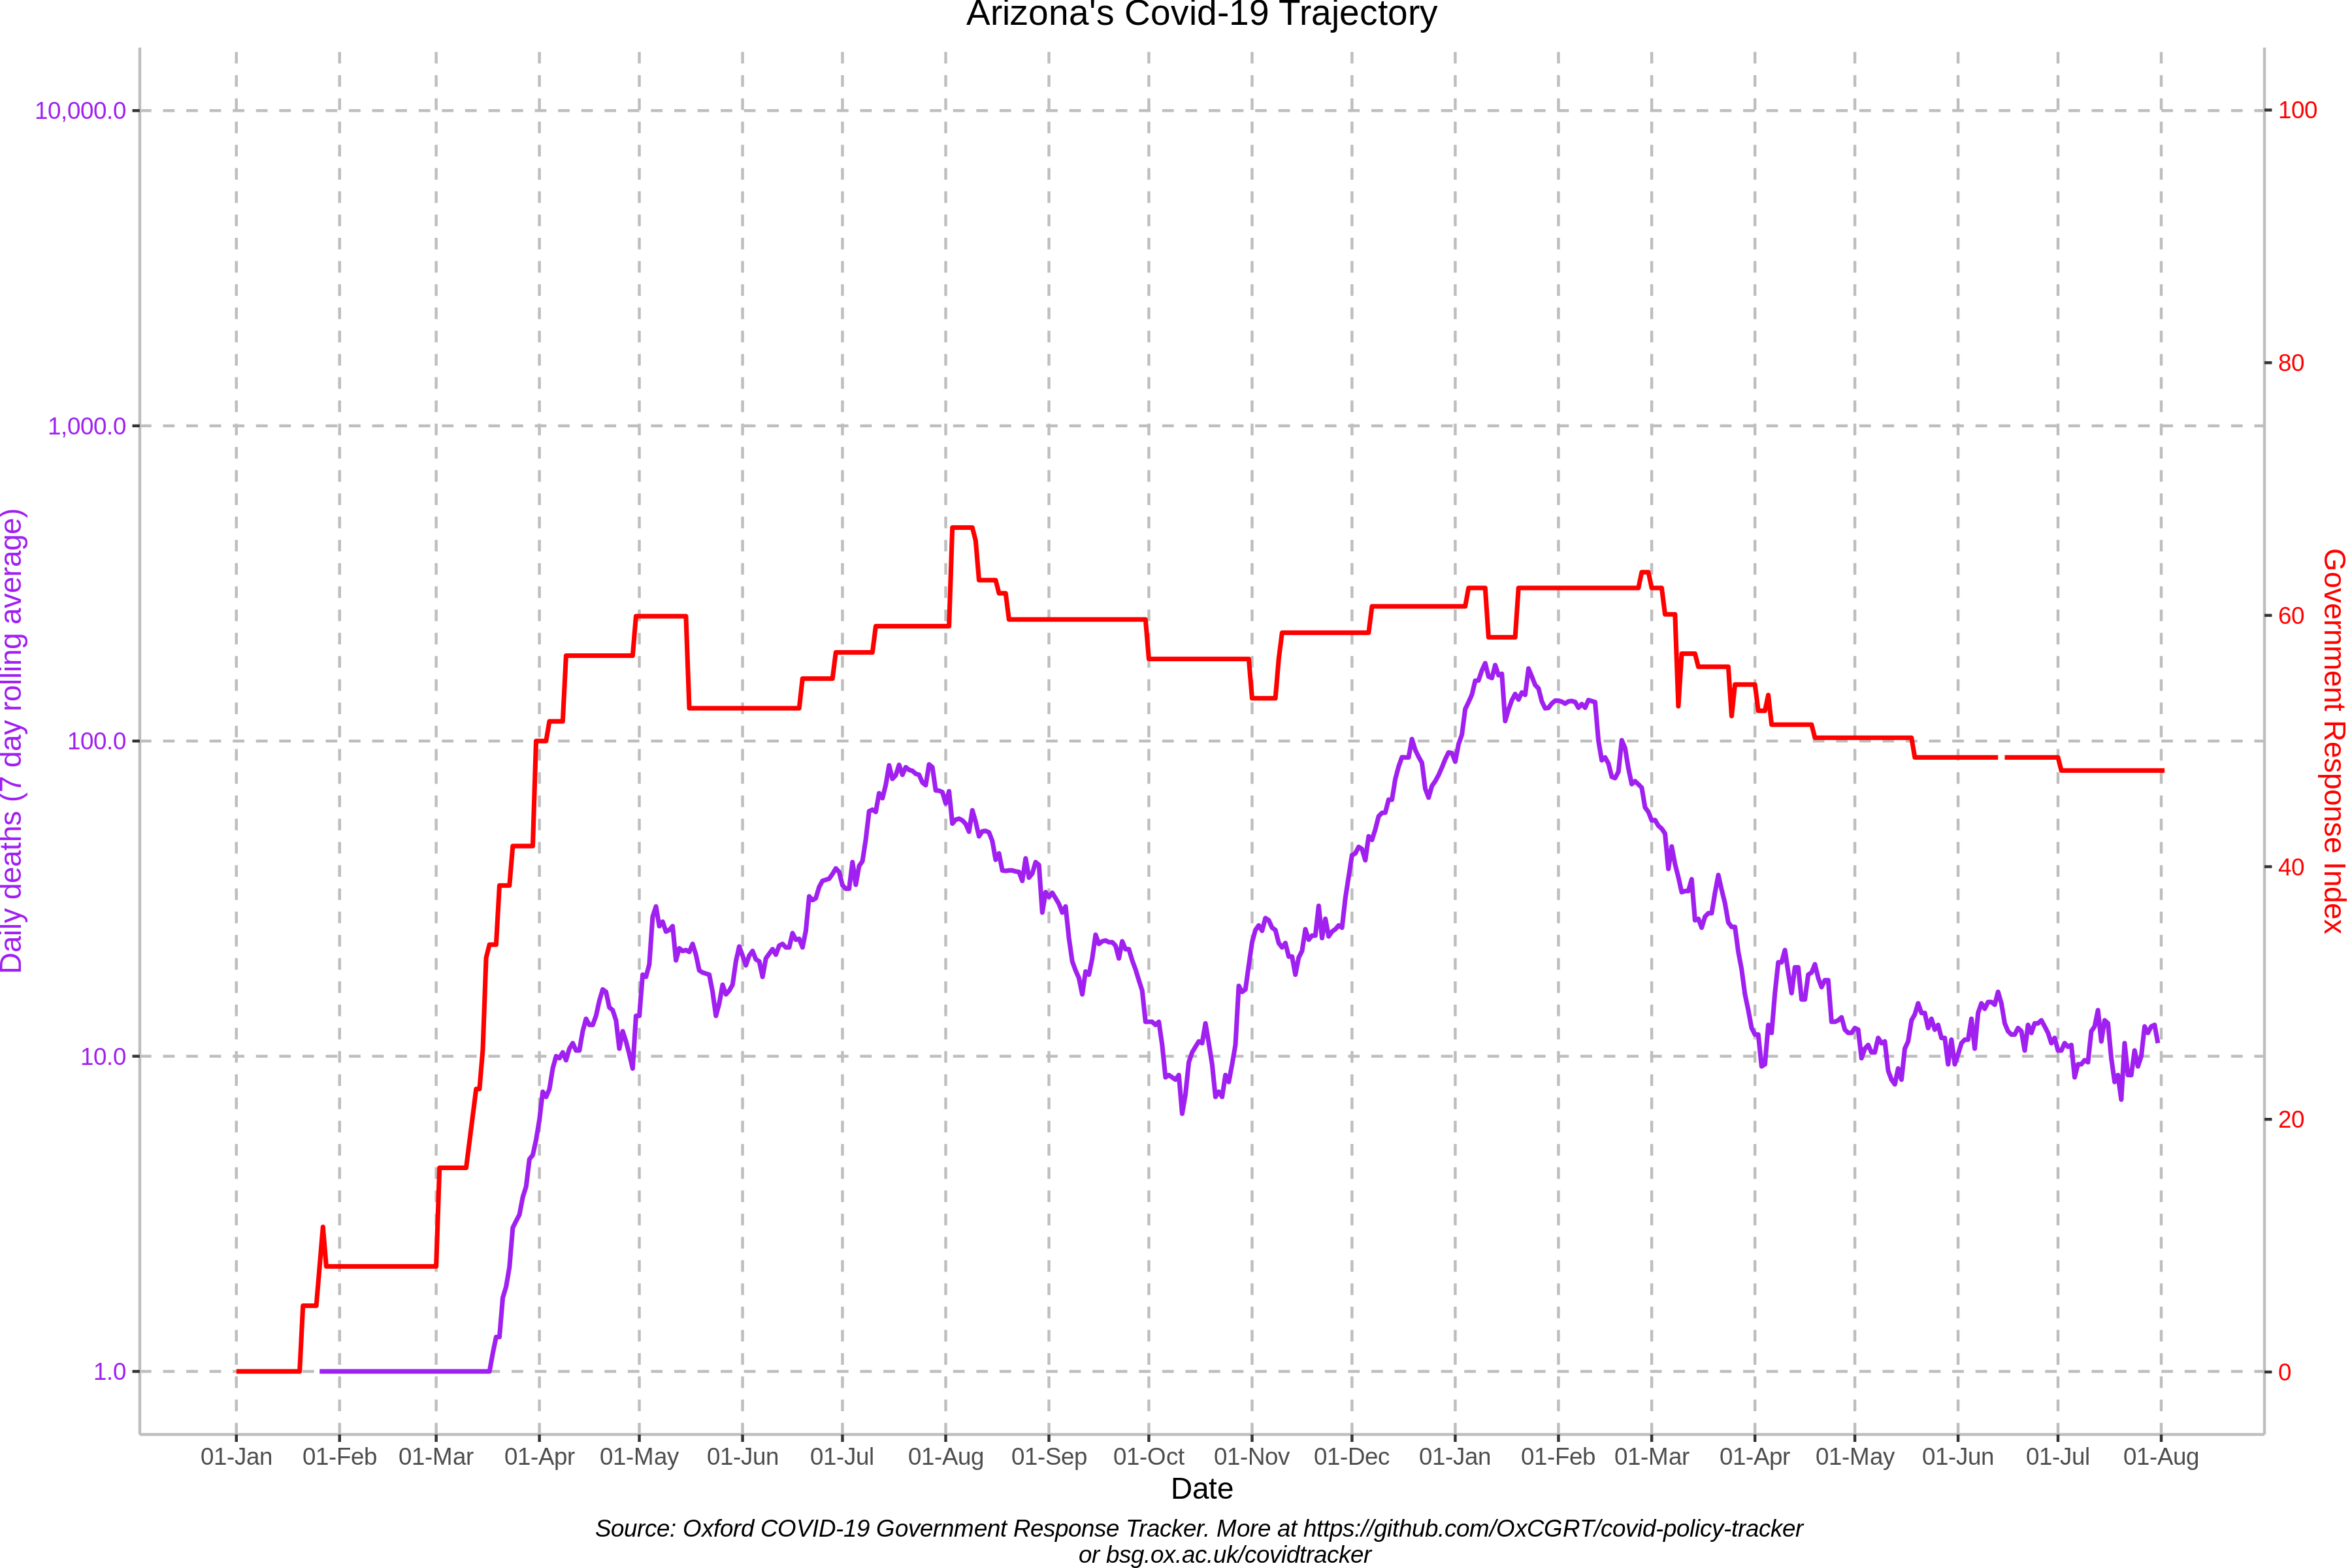 Arizona's Covid-19 Trajectory
10,000.0
1,000.0
100.0
10.0
1.0
Daily deaths (7 day rolling average)
100
80
60
40
20
0
Government Response Index
01-Jan 01-Feb 01-Mar 01-Apr 01-May 01-Jun 01-Jul 01-Aug 01-Sep 01-Oct 01-Nov 01-Dec 01-Jan 01-Feb 01-Mar 01-Apr 01-May 01-Jun 01-Jul 01-Aug
Date
Source: Oxford COVID-19 Government Response Tracker. More at https://github.com/OxCGRT/covid-policy-tracker
or bsg.ox.ac.uk/covidtracker